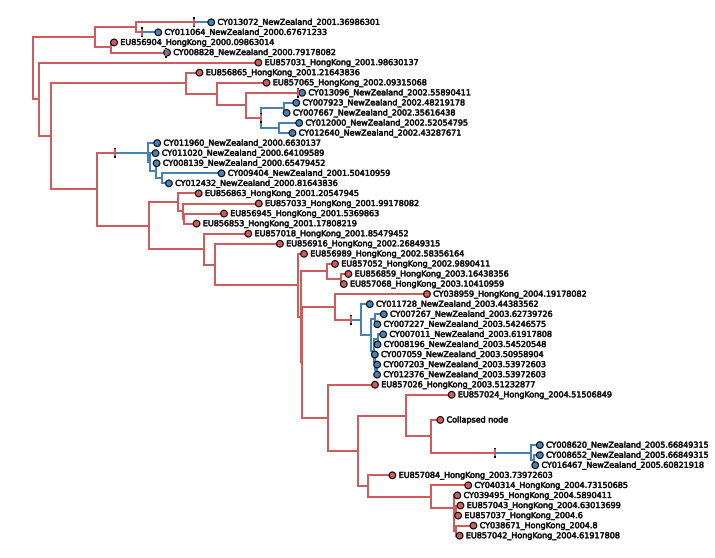 CY013072_NewZealand_2001.36986301
CY011064_NewZealand_2000.67671233
EU856904_HongKong_2000.09863014
CY008828_NewZealand_2000.79178082
EU857031_HongKong_2001.98630137
EU856865_HongKong_2001.21643836
EU857065_HongKong_2002.09315068
CY013096_NewZealand_2002.55890411
CY007923_NewZealand_2002.48219178
CY007667_NewZealand_2002.35616438
CY012000_NewZealand_2002.52054795
CY012640_NewZealand_2002.43287671
CY011960_NewZealand_2000.6630137
CY011020_NewZealand_2000.64109589
CY008139_NewZealand_2000.65479452
CY009404_NewZealand_2001.50410959
CY012432_NewZealand_2000.81643836
EU856863_HongKong_2001.20547945
EU857033_HongKong_2001.99178082
EU856945_HongKong_2001.5369863
EU856853_HongKong_2001.17808219
EU857018_HongKong_2001.85479452
EU856916_HongKong_2002.26849315
EU856989_HongKong_2002.58356164
EU857052_HongKong_2002.9890411
EU856859_HongKong_2003.16438356
EU857068_HongKong_2003.10410959
CY038959_HongKong_2004.19178082
CY011728_NewZealand_2003.44383562
CY007267_NewZealand_2003.62739726
CY007227_NewZealand_2003.54246575
CY007011_NewZealand_2003.61917808
CY008196_NewZealand_2003.54520548
CY007059_NewZealand_2003.50958904
CY007203_NewZealand_2003.53972603
CY012376_NewZealand_2003.53972603
EU857026_HongKong_2003.51232877
EU857024_HongKong_2004.51506849
Collapsed node
CY008620_NewZealand_2005.66849315
CY008652_NewZealand_2005.66849315
CY016467_NewZealand_2005.60821918
EU857084_HongKong_2003.73972603
CY040314_HongKong_2004.73150685
CY039495_HongKong_2004.5890411
EU857043_HongKong_2004.63013699
EU857037_HongKong_2004.6
CY038671_HongKong_2004.8
EU857042_HongKong_2004.61917808